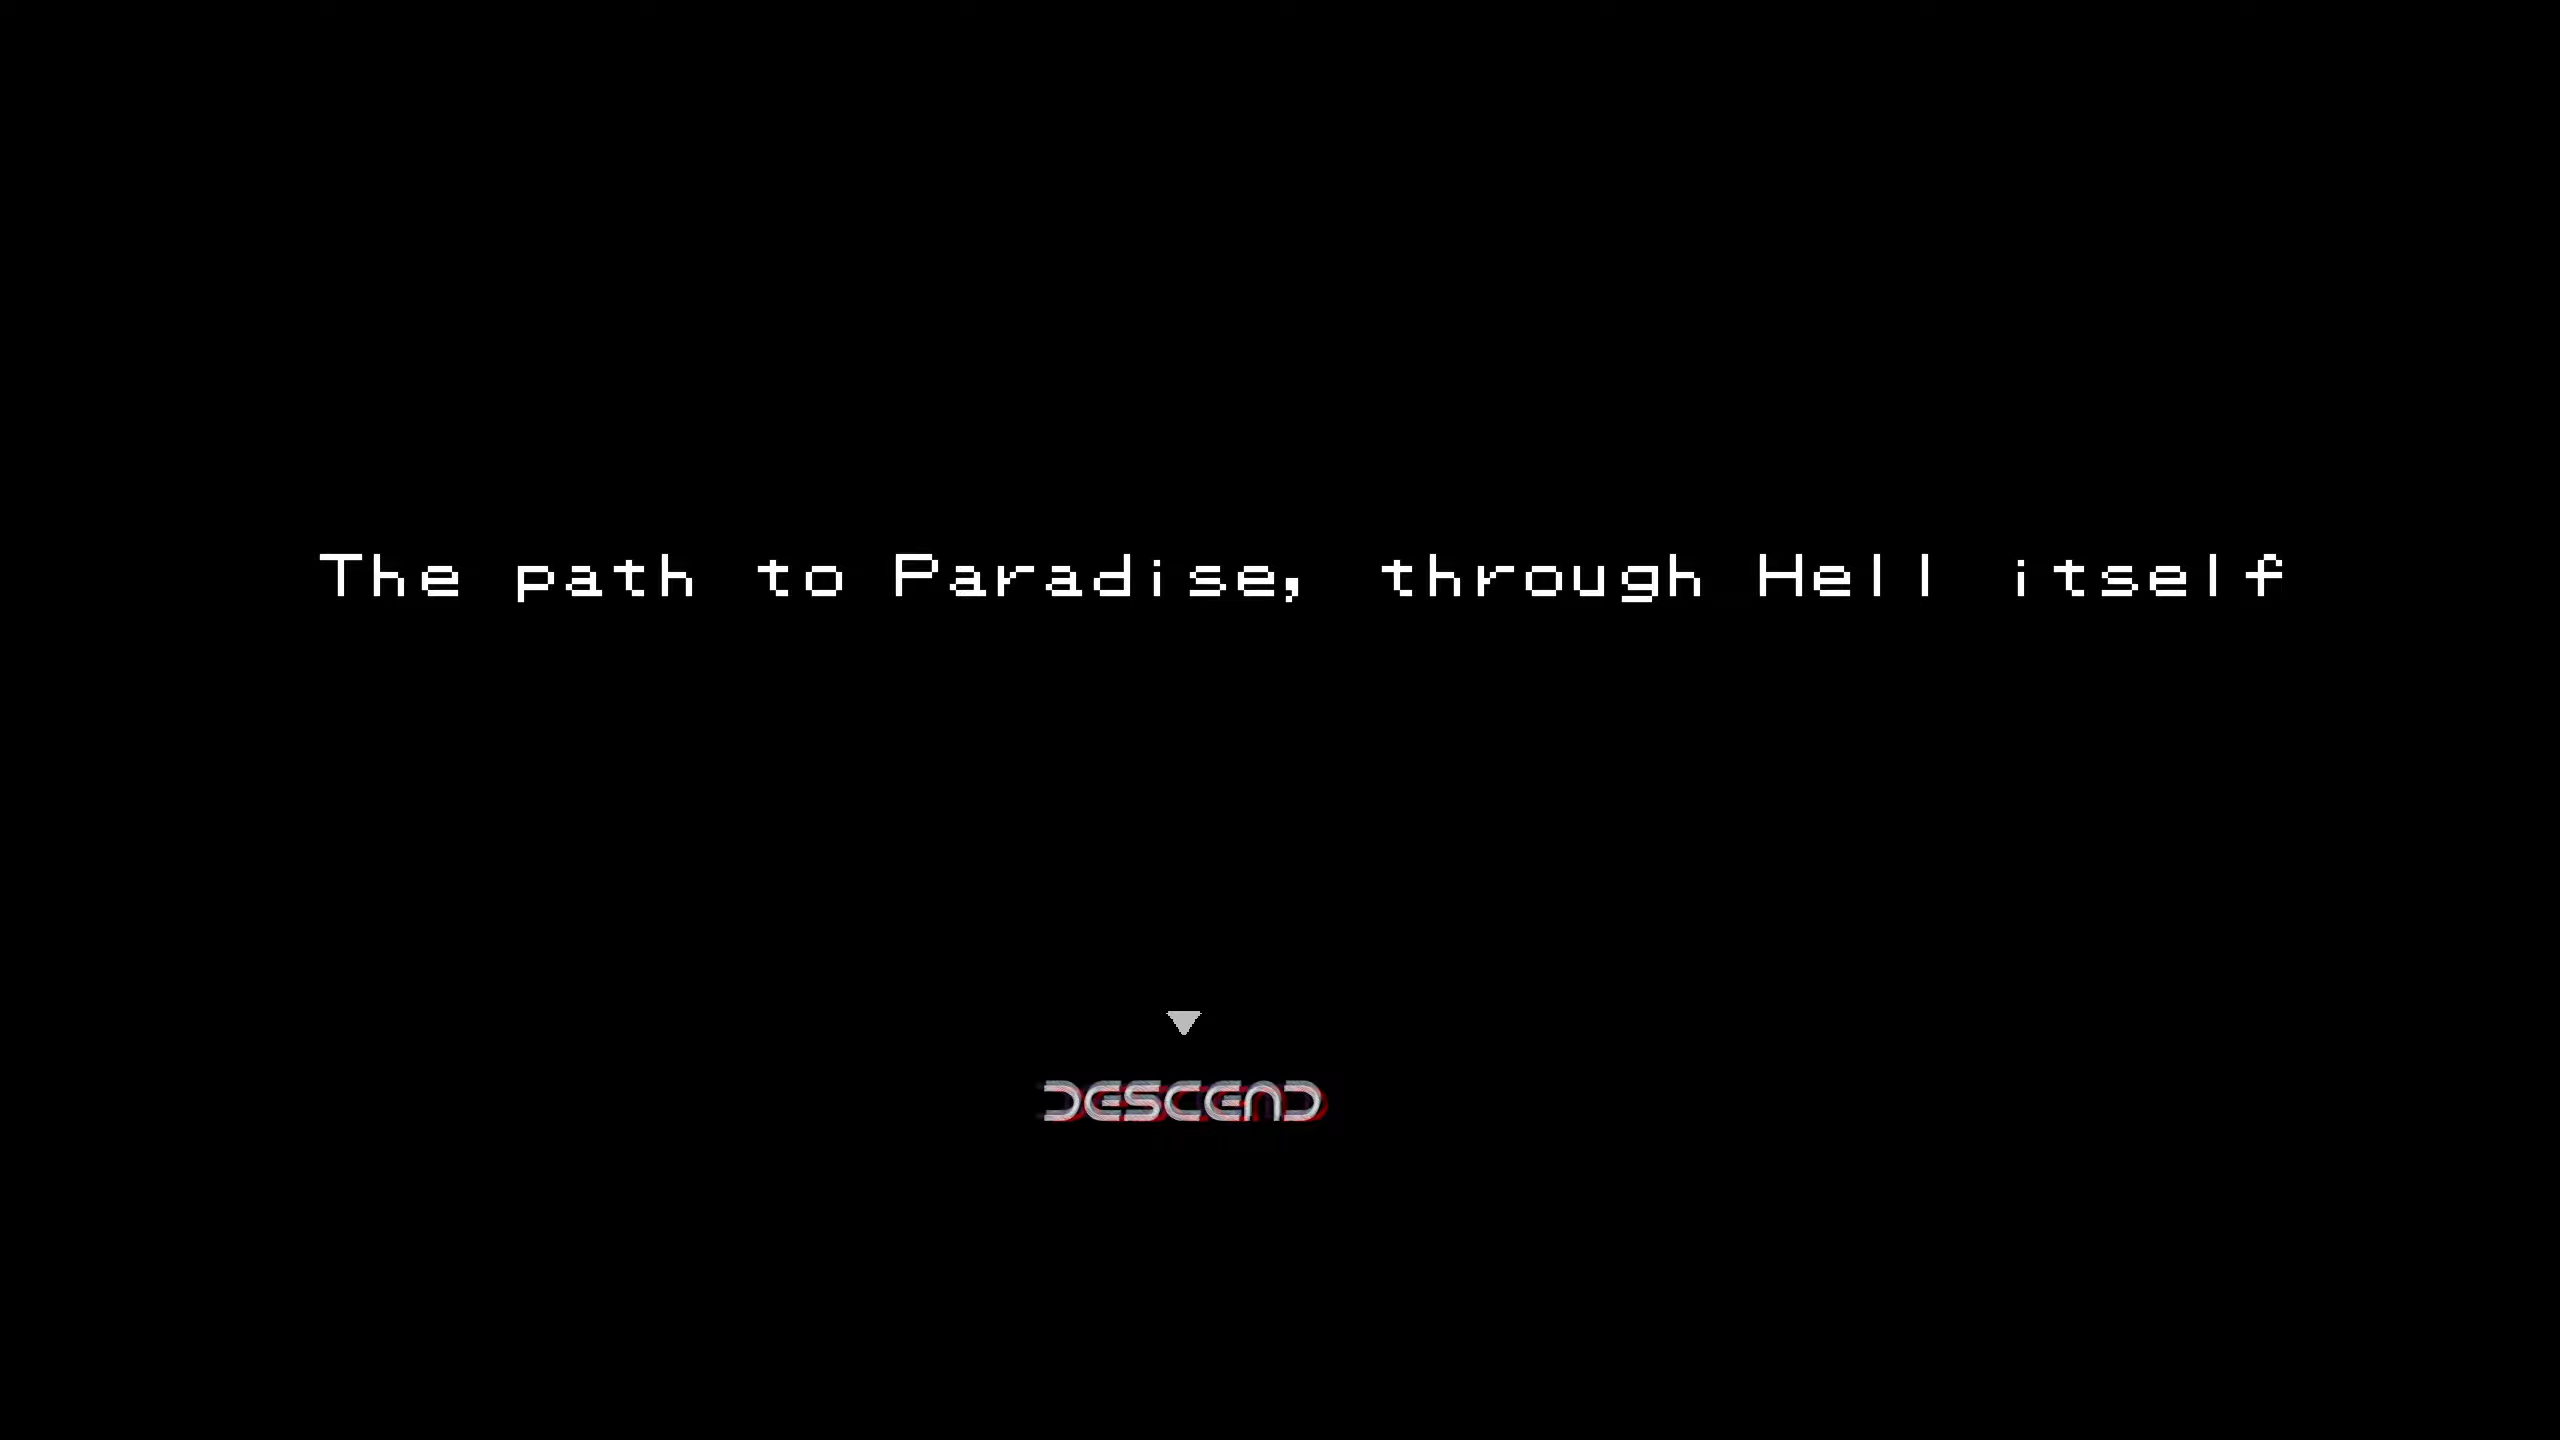 The path to Paradise, through Hell itself
DESCEND